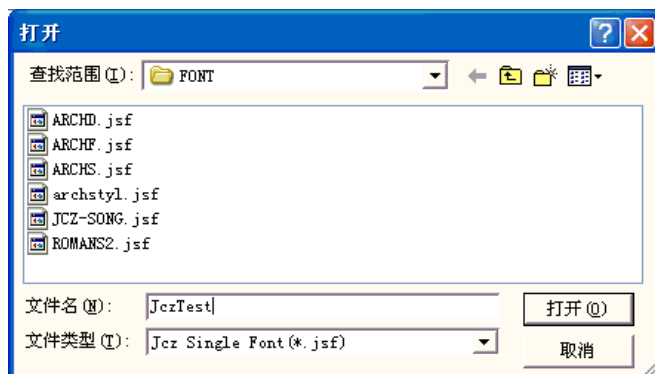 打开
查找范围(I): FONT
ARCHD.jsf
ARCHF.jsf
ARCHS.jsf
archstyl.jsf
JCZ-SONG.jsf
ROMANS2.jsf
文件名(N): JczTest 打开(O)
文件类型(T): Jcz Single Font(*.jsf) 取消